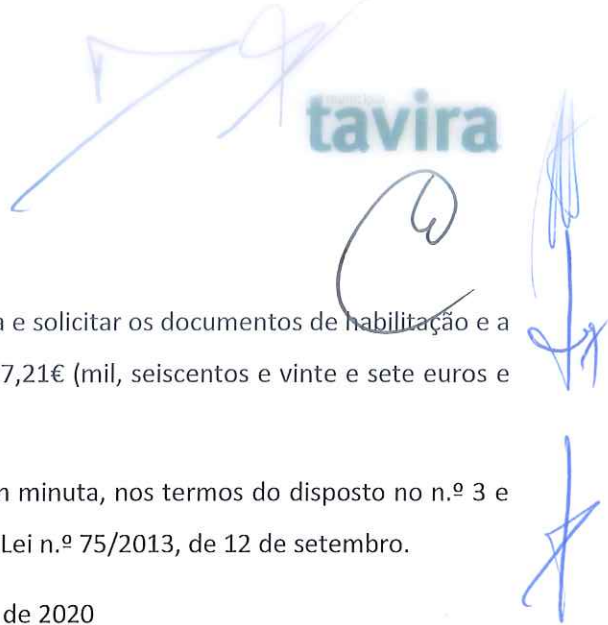 município
tavira
a e solicitar os documentos de habilitação e a
7,21€ (mil, seiscentos e vinte e sete euros e
minuta, nos termos do disposto no n.º 3 e
Lei n.º 75/2013, de 12 de setembro.
de 2020